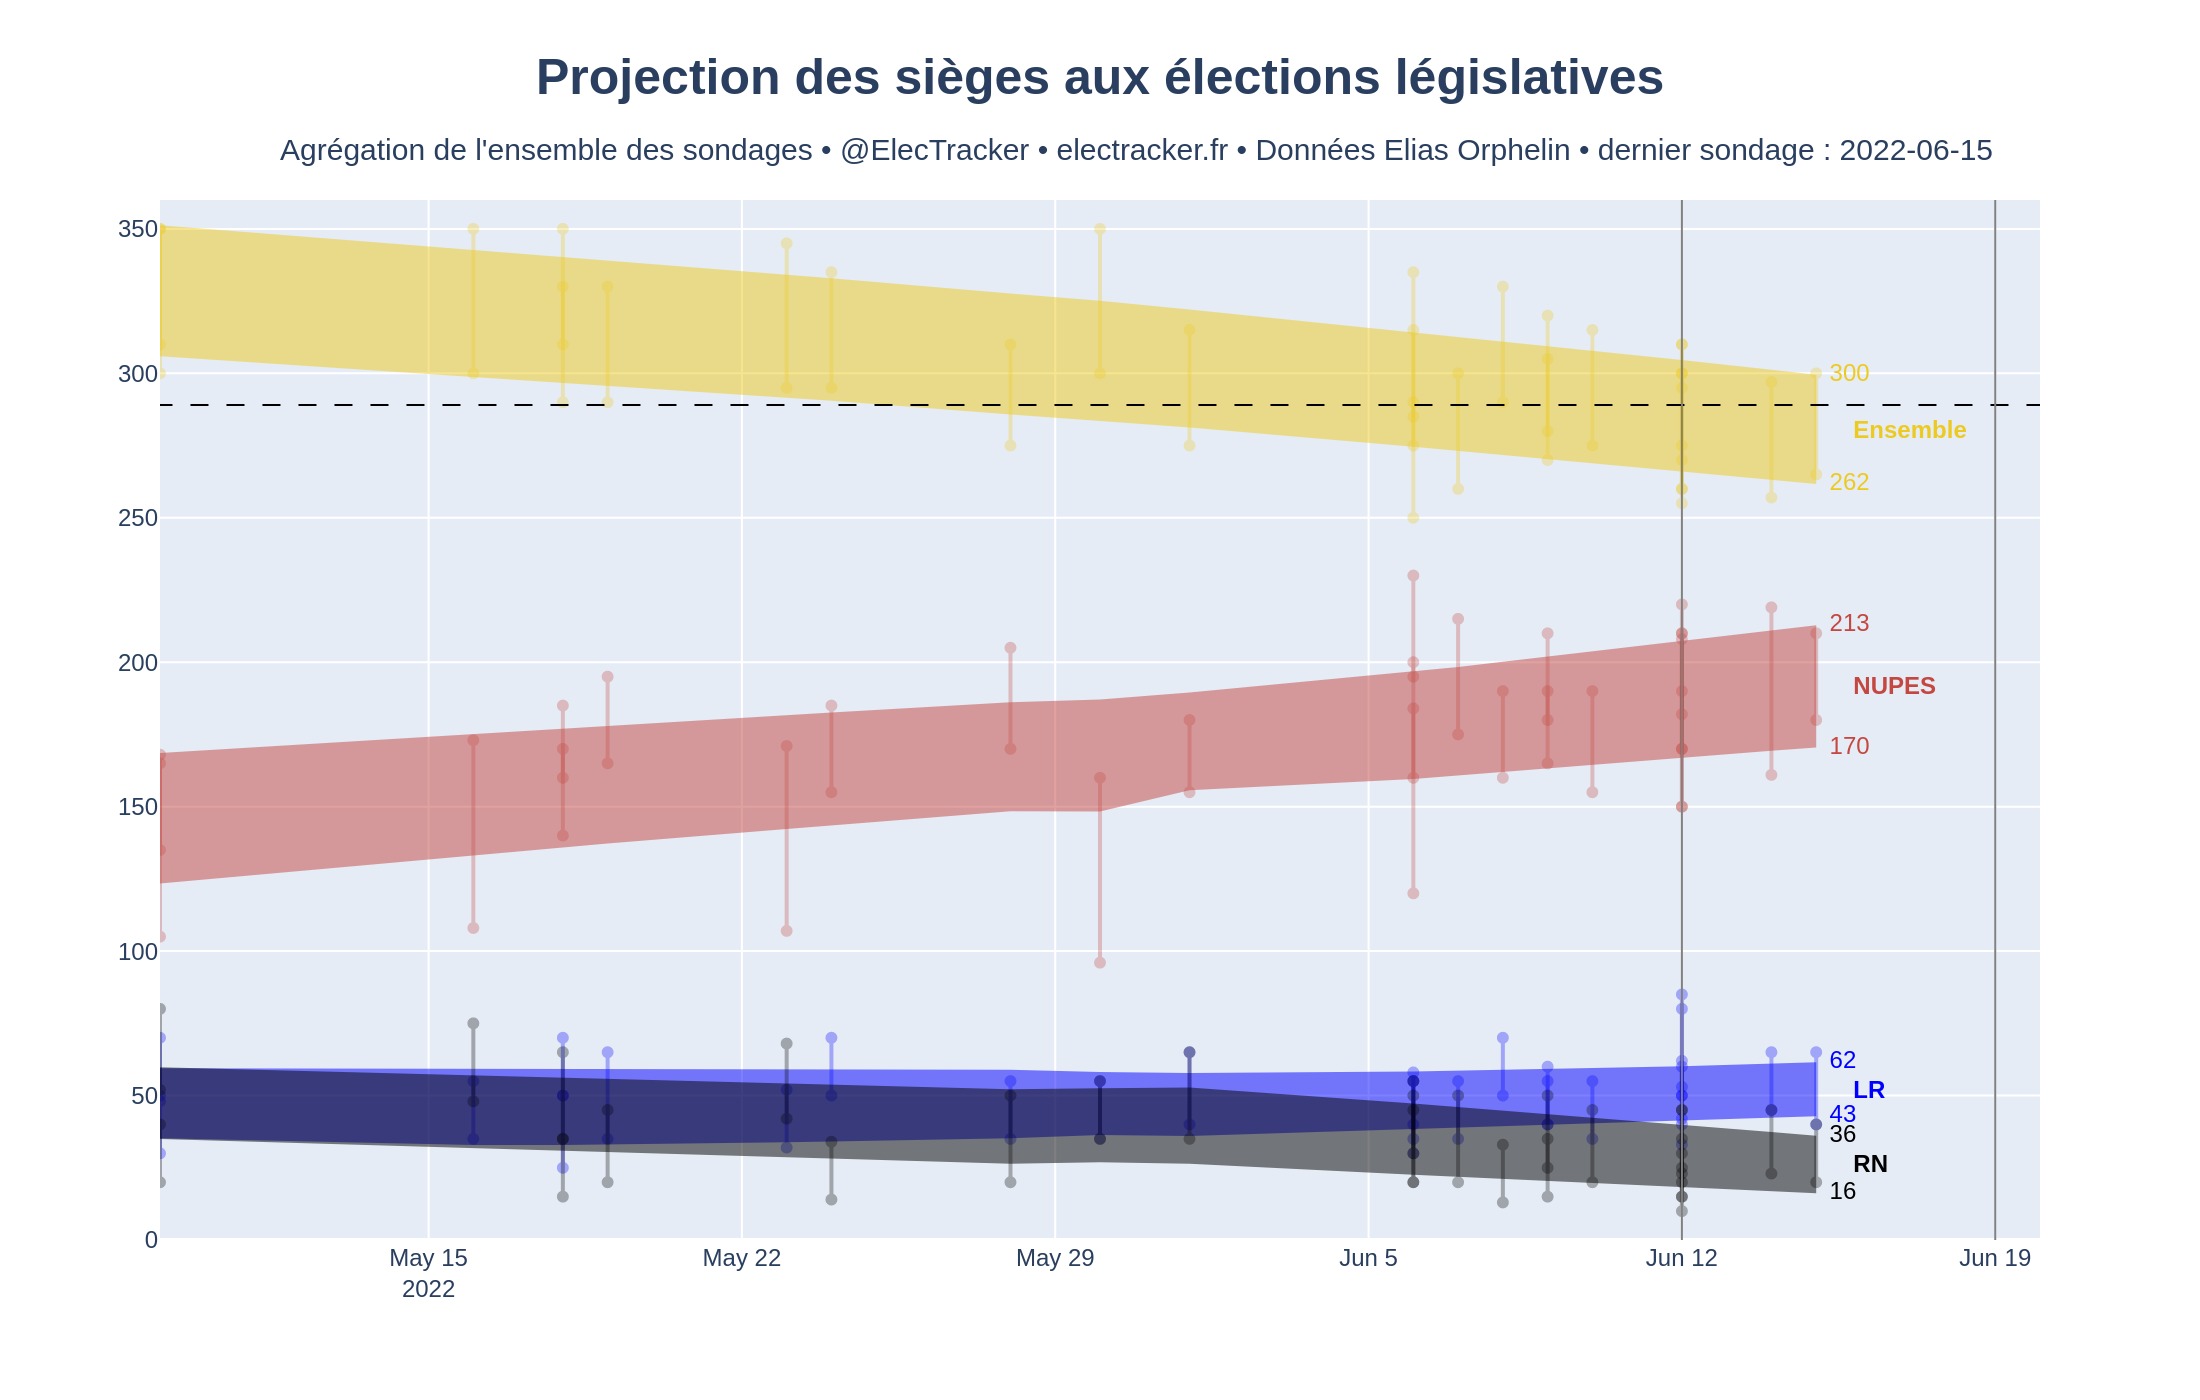 Projection des sièges aux élections législatives
Agrégation de l'ensemble des sondages • @ElecTracker • electracker.fr • Données Elias Orphelin • dernier sondage : 2022-06-15
350
300
300
Ensemble
262
250
213
200
NUPES
170
150
100
62
50
LR
43
36
RN
16
0
May 15
May 22
May 29
Jun 5
Jun 12
Jun 19
2022